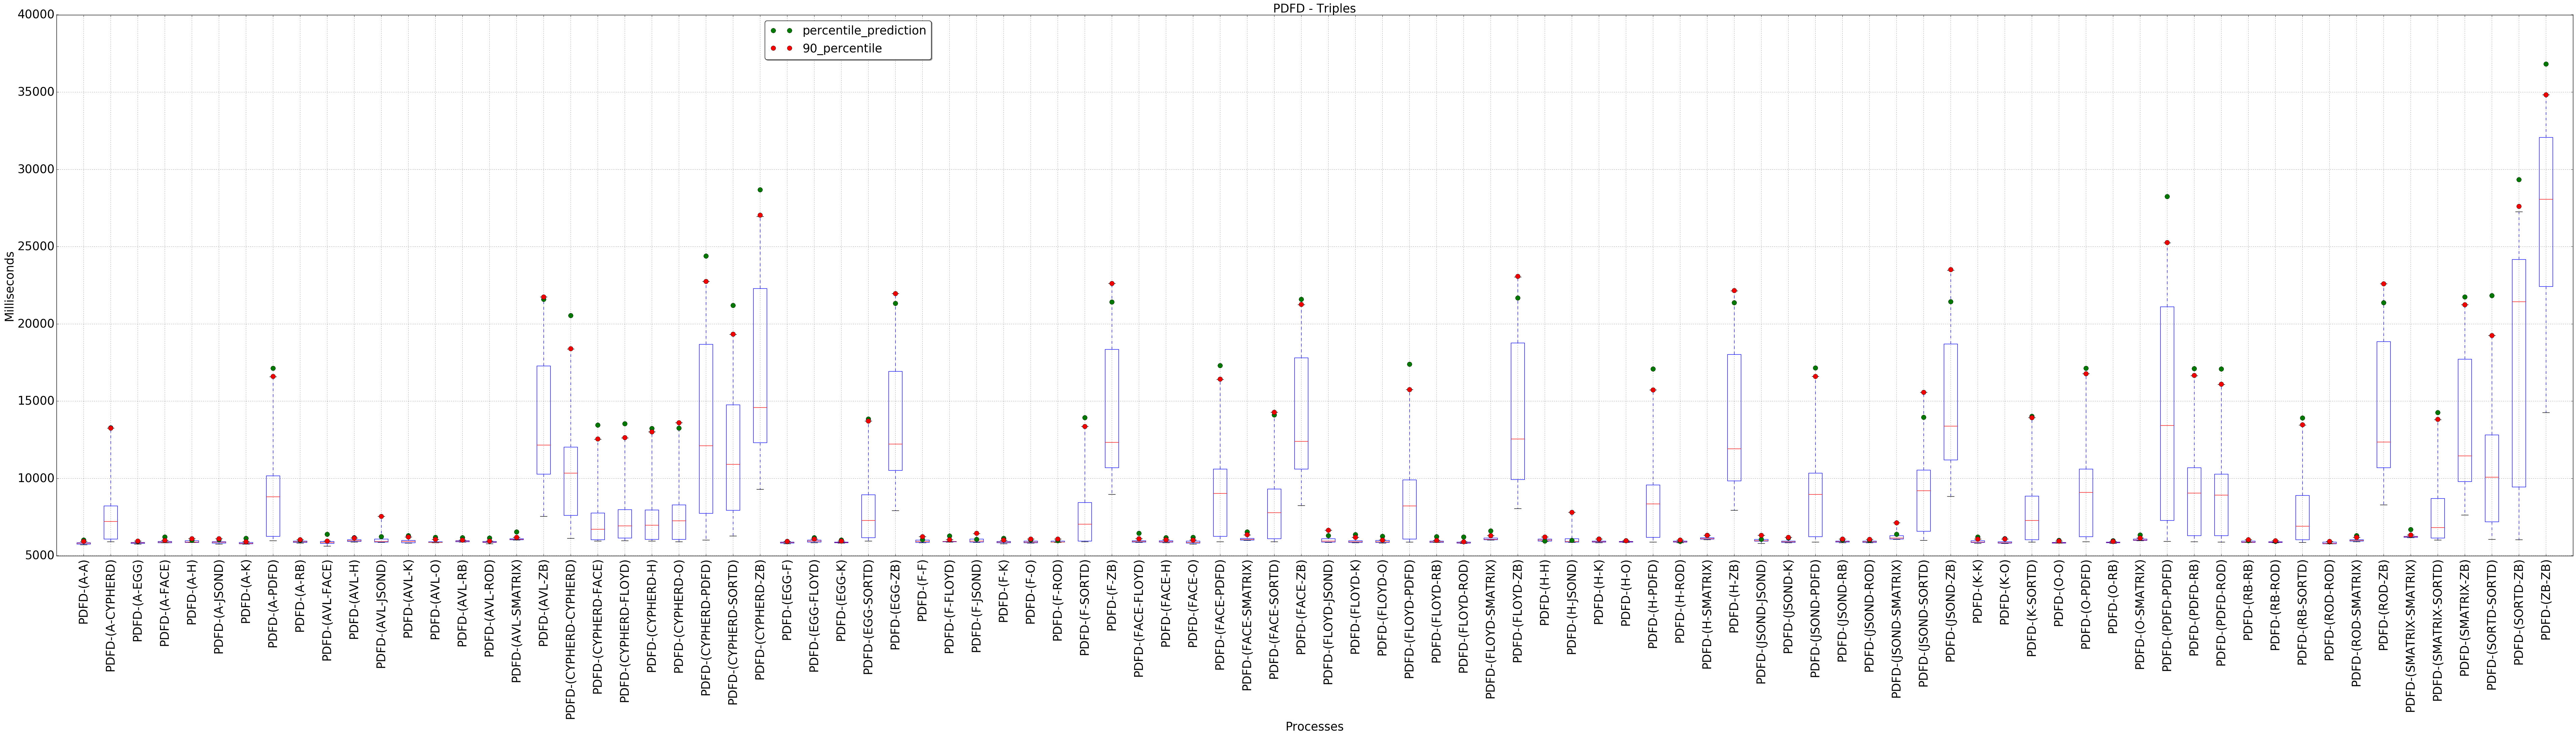 PDFD - Triples
percentile_prediction
90_percentile
Milliseconds
40000
35000
30000
25000
20000
15000
10000
5000
PDFD-(A-A)
PDFD-(A-CYPHERD)
PDFD-(A-EGG)
PDFD-(A-FACE)
PDFD-(A-H)
PDFD-(A-JSOND)
PDFD-(A-K)
PDFD-(A-PDFD)
PDFD-(A-RB)
PDFD-(AVL-FACE)
PDFD-(AVL-H)
PDFD-(AVL-JSOND)
PDFD-(AVL-K)
PDFD-(AVL-O)
PDFD-(AVL-RB)
PDFD-(AVL-ROD)
PDFD-(AVL-SMATRIX)
PDFD-(AVL-ZB)
PDFD-(CYPHERD-CYPHERD)
PDFD-(CYPHERD-FACE)
PDFD-(CYPHERD-FLOYD)
PDFD-(CYPHERD-H)
PDFD-(CYPHERD-O)
PDFD-(CYPHERD-PDFD)
PDFD-(CYPHERD-SORTD)
PDFD-(CYPHERD-ZB)
PDFD-(EGG-F)
PDFD-(EGG-FLOYD)
PDFD-(EGG-K)
PDFD-(EGG-SORTD)
PDFD-(EGG-ZB)
PDFD-(F-F)
PDFD-(F-FLOYD)
PDFD-(F-JSOND)
PDFD-(F-K)
PDFD-(F-O)
PDFD-(F-ROD)
PDFD-(F-SORTD)
PDFD-(F-ZB)
PDFD-(FACE-FLOYD)
PDFD-(FACE-H)
PDFD-(FACE-O)
PDFD-(FACE-PDFD)
PDFD-(FACE-SMATRIX)
PDFD-(FACE-SORTD)
PDFD-(FACE-ZB)
PDFD-(FLOYD-JSOND)
PDFD-(FLOYD-K)
PDFD-(FLOYD-O)
PDFD-(FLOYD-PDFD)
PDFD-(FLOYD-RB)
PDFD-(FLOYD-ROD)
PDFD-(FLOYD-SMATRIX)
PDFD-(FLOYD-ZB)
PDFD-(H-H)
PDFD-(H-JSOND)
PDFD-(H-K)
PDFD-(H-O)
PDFD-(H-PDFD)
PDFD-(H-ROD)
PDFD-(H-SMATRIX)
PDFD-(H-ZB)
PDFD-(JSOND-JSOND)
PDFD-(JSOND-K)
PDFD-(JSOND-PDFD)
PDFD-(JSOND-RB)
PDFD-(JSOND-ROD)
PDFD-(JSOND-SMATRIX)
PDFD-(JSOND-SORTD)
PDFD-(JSOND-ZB)
PDFD-(K-K)
PDFD-(K-O)
PDFD-(K-SORTD)
PDFD-(O-O)
PDFD-(O-PDFD)
PDFD-(O-RB)
PDFD-(O-SMATRIX)
PDFD-(PDFD-PDFD)
PDFD-(PDFD-RB)
PDFD-(PDFD-ROD)
PDFD-(RB-RB)
PDFD-(RB-ROD)
PDFD-(RB-SORTD)
PDFD-(ROD-ROD)
PDFD-(ROD-SMATRIX)
PDFD-(ROD-ZB)
PDFD-(SMATRIX-SMATRIX)
PDFD-(SMATRIX-SORTD)
PDFD-(SMATRIX-ZB)
PDFD-(SORTD-SORTD)
PDFD-(SORTD-ZB)
PDFD-(ZB-ZB)
Processes